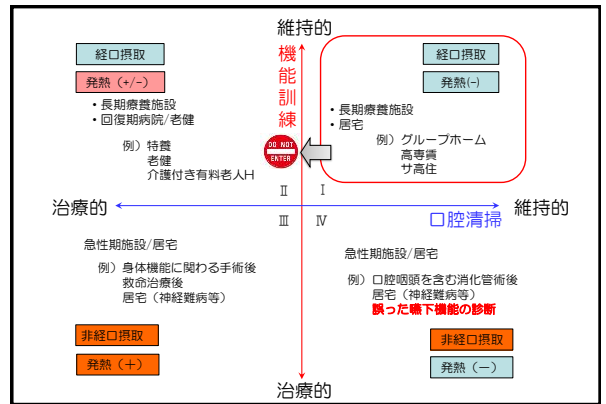 維持的
機能訓練
経口摂取
発熱（+/−）
・長期療養施設
・回復期病院/老健
例）特養
老健
介護付き有料老人H
DO NOT
ENTER
経口摂取
発熱(-)
・長期療養施設
・居宅
例）グループホーム
高専賃
サ高住
Ⅱ Ⅰ
治療的
維持的
口腔清掃
Ⅲ Ⅳ
急性期施設/居宅
例）身体機能に関わる手術後
救命治療後
居宅（神経難病等）
非経口摂取
発熱（＋）
急性期施設/居宅
例）口腔咽頭を含む消化管術後
居宅（神経難病等）
誤った嚥下機能の診断
非経口摂取
発熱（－）
治療的